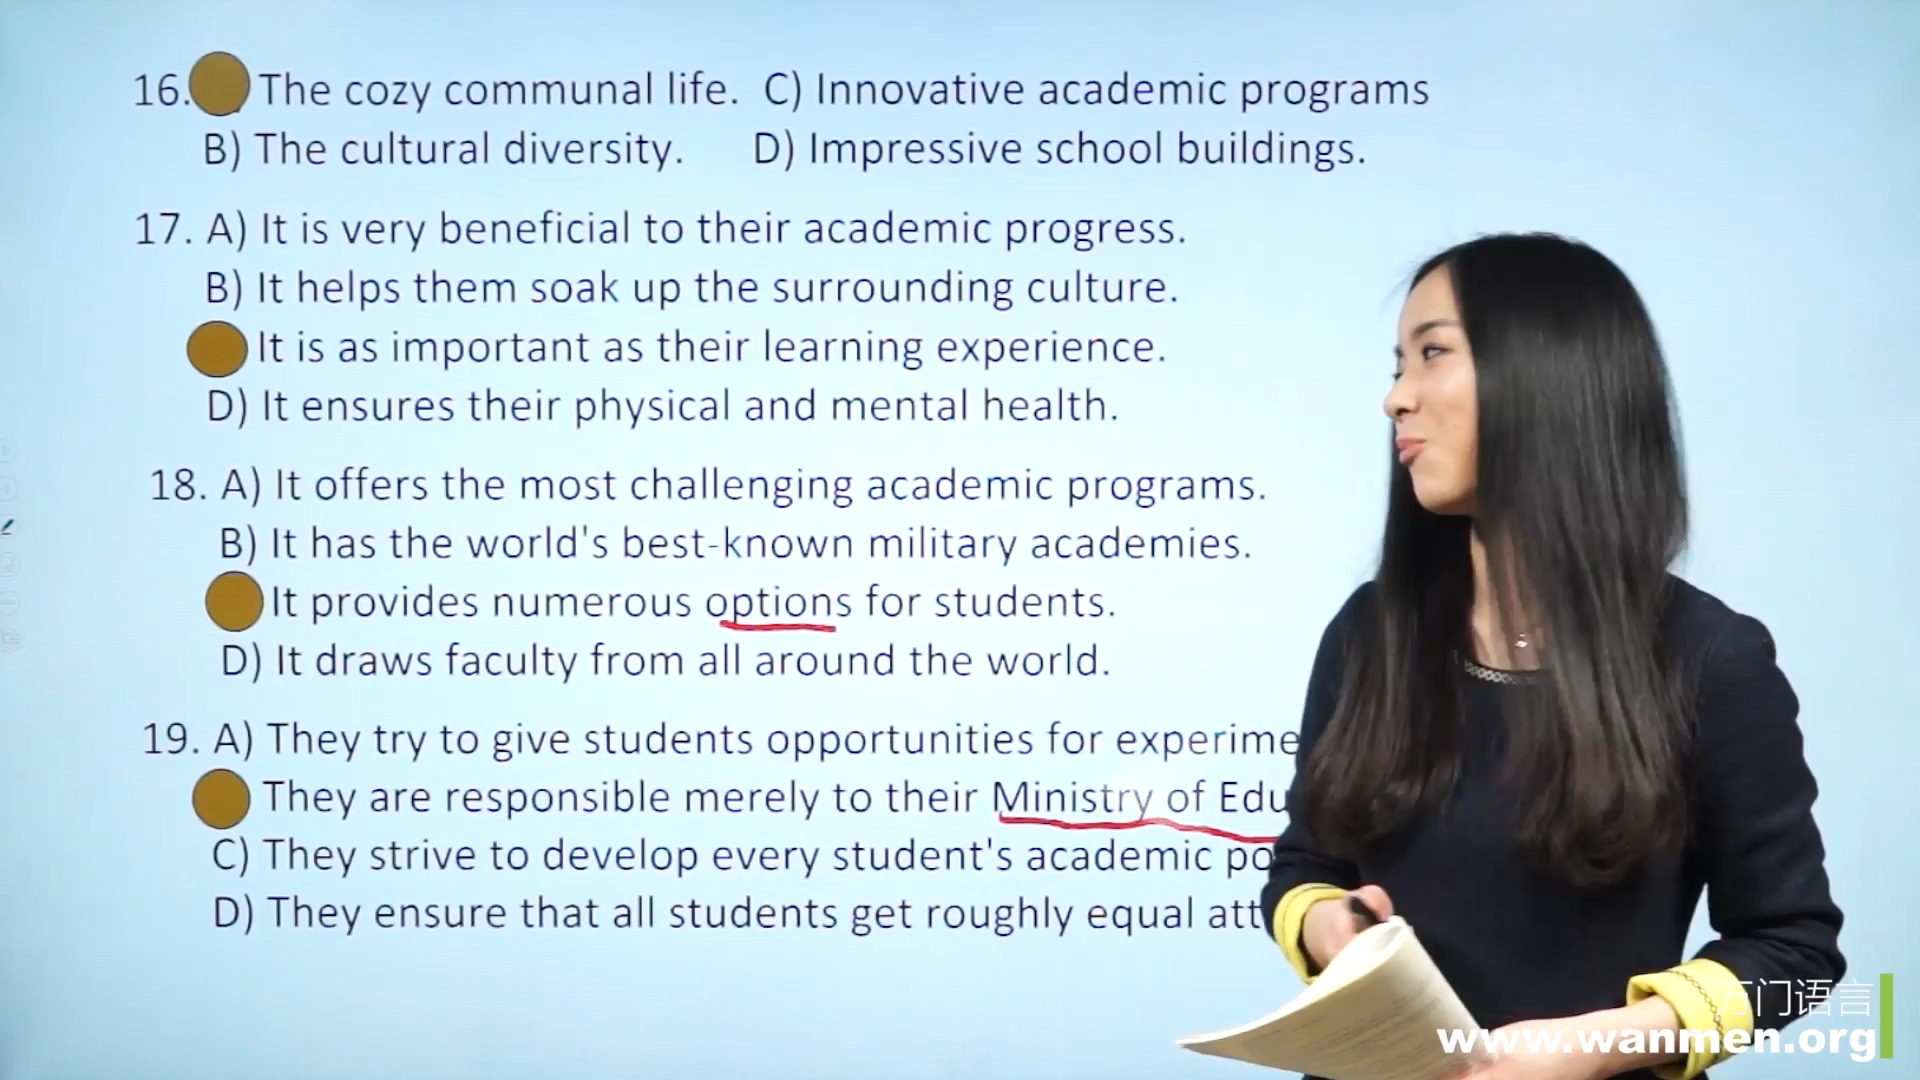 16. The cozy communal life. C) Innovative academic programs
B) The cultural diversity. D) Impressive school buildings.
17. A) It is very beneficial to their academic progress.
B) It helps them soak up the surrounding culture.
It is as important as their learning experience.
D) It ensures their physical and mental health.
18. A) It offers the most challenging academic programs.
B) It has the world's best-known military academies.
It provides numerous options for students.
D) It draws faculty from all around the world.
19. A) They try to give students opportunities for experime
They are responsible merely to their Ministry of Edu
C) They strive to develop every student's academic po
D) They ensure that all students get roughly equal att
万门语言
www.wanmen.org